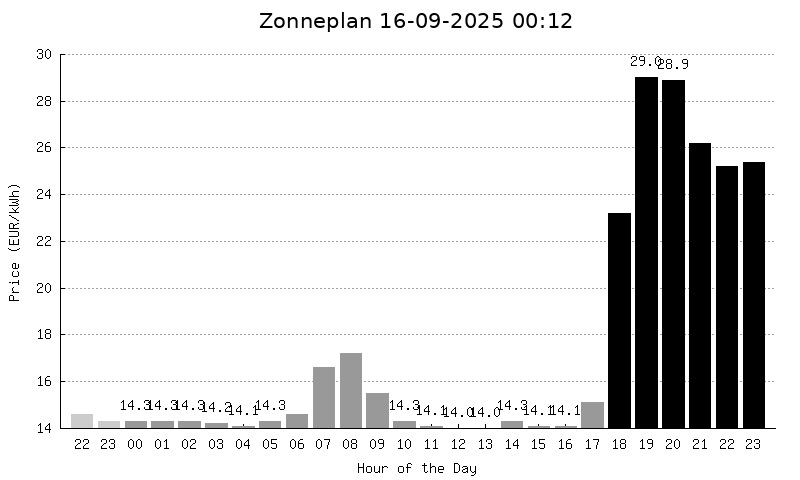 Zonneplan 16-09-2025 00:12
30
28
26
24
22
20
18
16
14
Price (EUR/kWh)
29.0 28.9
14.3 14.3 14.3 14.2 14.1 14.3 14.3 14.1 14.0 14.0 14.3 14.1 14.1
22 23 00 01 02 03 04 05 06 07 08 09 10 11 12 13 14 15 16 17 18 19 20 21 22 23
Hour of the Day